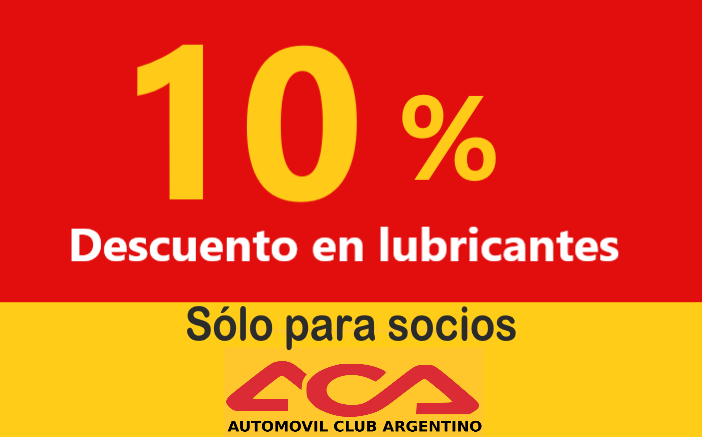 10 %
Descuento en lubricantes
Sólo para socios
ACA
AUTOMOVIL CLUB ARGENTINO